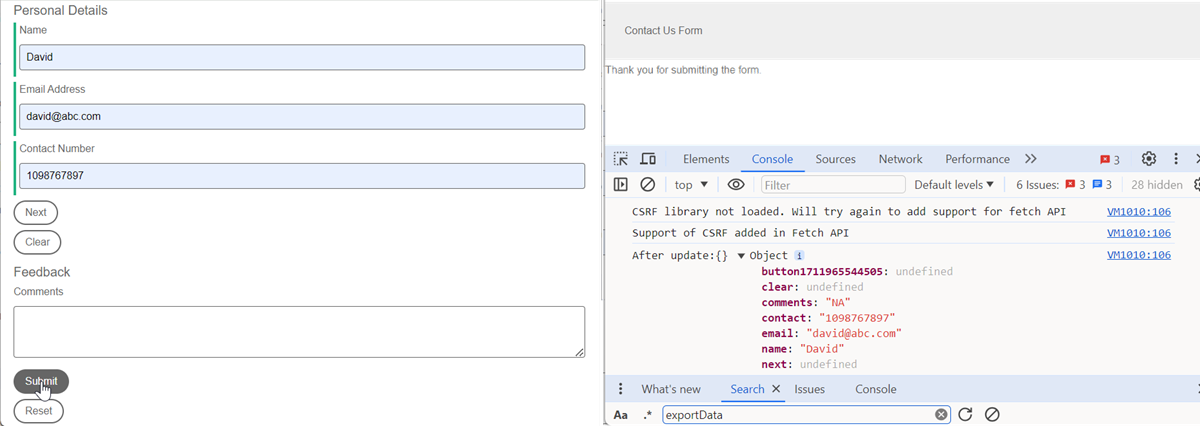 Personal Details
Name
David
Email Address
david@abc.com
Contact Number
1098767897
Next
Clear
Feedback
Comments
Submit
Reset
Contact Us Form
Thank you for submitting the form.
Elements Console Sources Network Performance 3
top Filter Default levels 6 Issues: 3 3 28 hidden
CSRF library not loaded. Will try again to add support for fetch API VM1010:106
Support of CSRF added in Fetch API VM1010:106
After update:{} Object i VM1010:106
button1711965544505: undefined
clear: undefined
comments: "NA"
contact: "1098767897"
email: "david@abc.com"
name: "David"
next: undefined
What's new Search Issues Console
Aa .* exportData